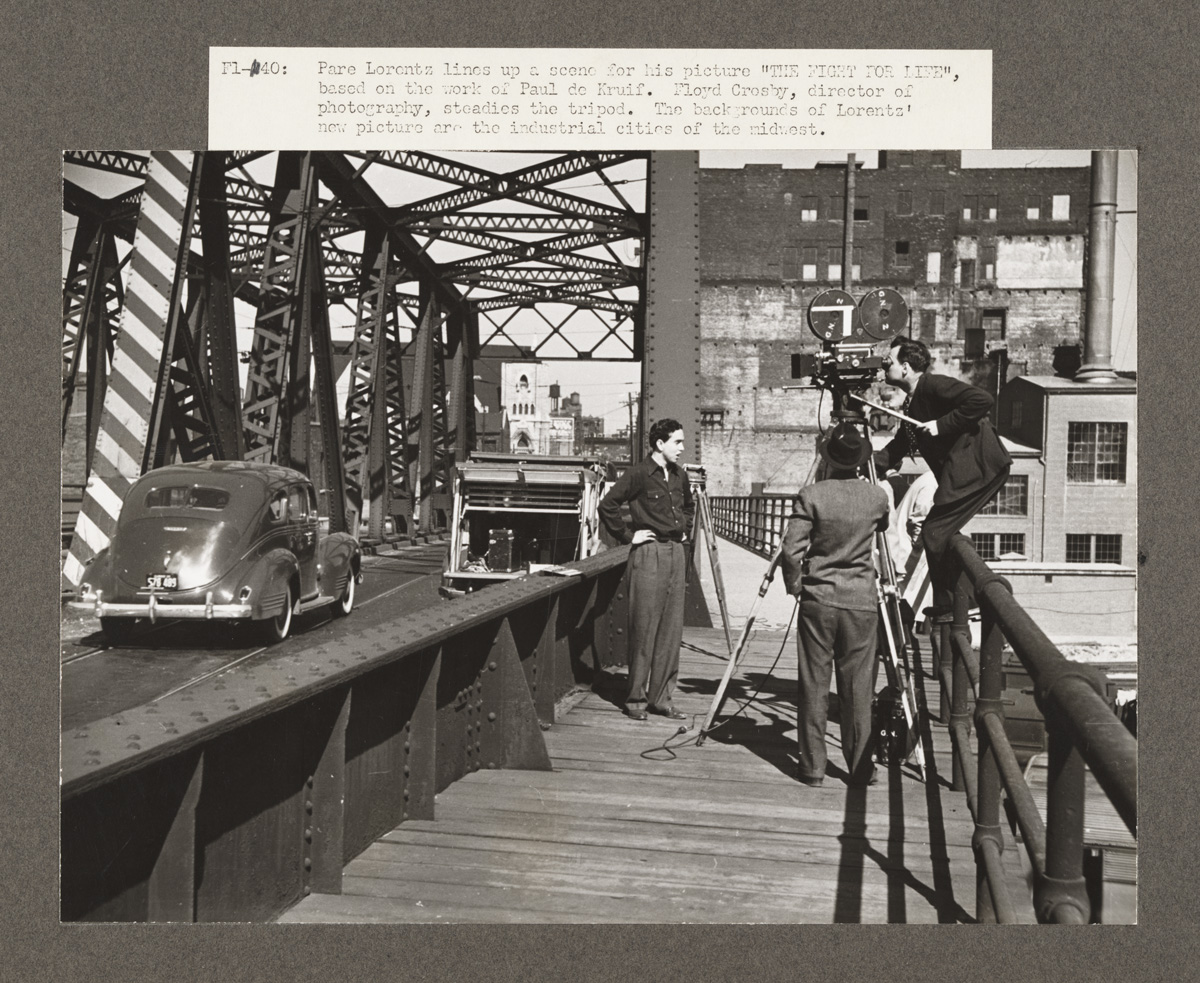 Fl-40: Pare Lorentz lines up a scene for his picture "THE FIGHT FOR LIFE",
based on the work of Paul de Kruif. Floyd Crosby, director of
photography, steadies the tripod. The backgrounds of Lorentz'
new picture are the industrial cities of the midwest.